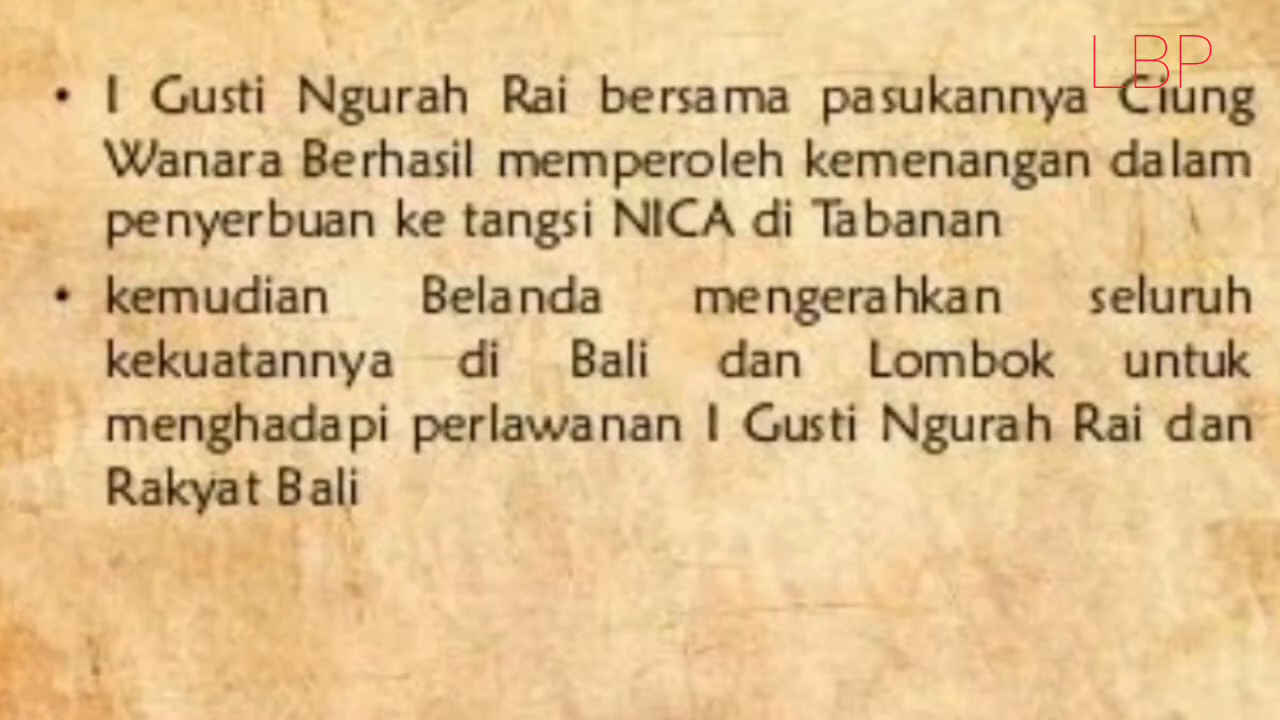 LBP
• I Gusti Ngurah Rai bersama pasukannya Ciung
Wanara Berhasil memperoleh kemenangan dalam
penyerbuan ke tangsi NICA di Tabanan
• kemudian Belanda mengerahkan seluruh
kekuatannya di Bali dan Lombok untuk
menghadapi perlawanan I Gusti Ngurah Rai dan
Rakyat Bali